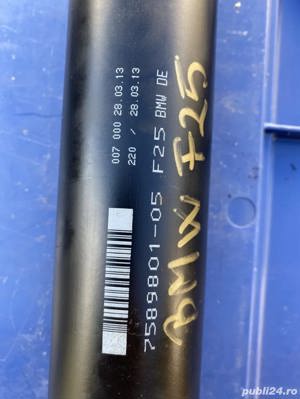 007 000 28.03.13
220 / 28.03.13
7589801-05 F25 BMW DE
BMW F25
publi24.ro